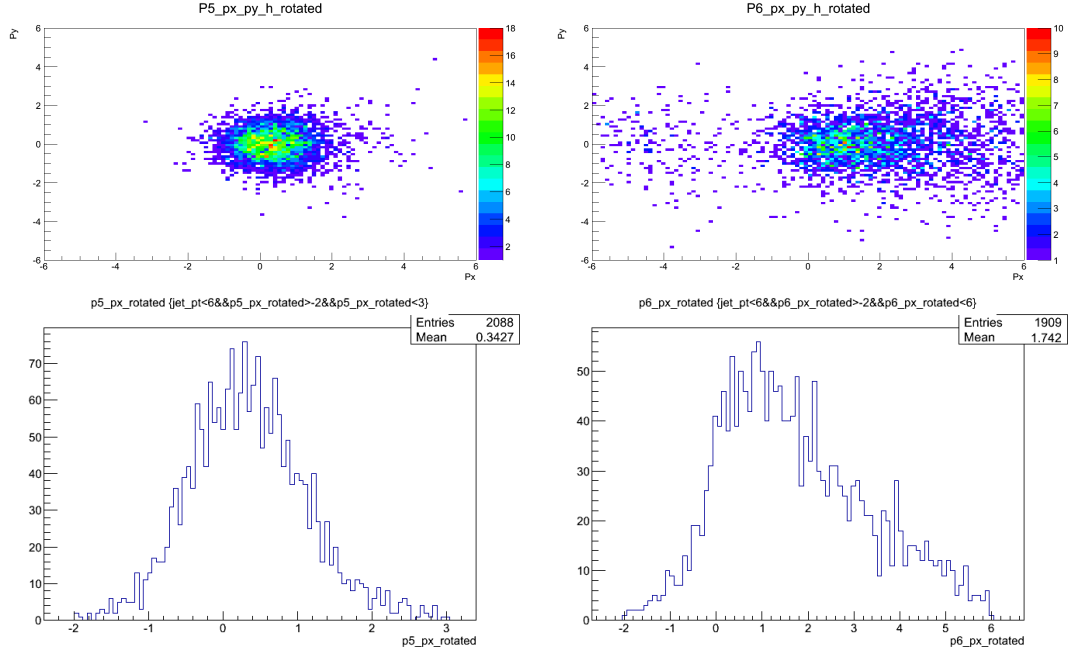 P5_px_py_h_rotated
Py
6
4
2
0
-2
-4
-6
-6 -4 -2 0 2 4 6
Px
18
16
14
12
10
8
6
4
2
P6_px_py_h_rotated
Py
6
4
2
0
-2
-4
-6
-6 -4 -2 0 2 4 6
Px
10
9
8
7
6
5
4
3
2
1
p5_px_rotated {jet_pt<6&&p5_px_rotated>-2&&p5_px_rotated<3}
Entries 2088
Mean 0.3427
70
60
50
40
30
20
10
0
-2 -1 0 1 2 3
p5_px_rotated
p6_px_rotated {jet_pt<6&&p6_px_rotated>-2&&p6_px_rotated<6}
Entries 1909
Mean 1.742
50
40
30
20
10
0
-2 -1 0 1 2 3 4 5 6
p6_px_rotated